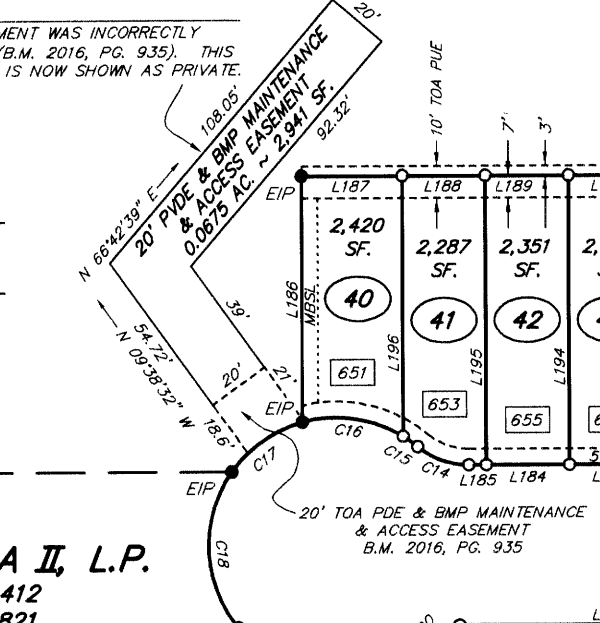 MENT WAS INCORRECTLY
(B.M. 2016, PG. 935). THIS
IS NOW SHOWN AS PRIVATE.
20'
108.05'
20' PVDE & BMP MAINTENANCE
& ACCESS EASEMENT
0.0675 AC. ~ 2,941 SF.
92.32'
10' TOA PUE
7'
3'
N 66°42'39" E
EIP
L187
L188
L189
L
2,420
SF.
2,287
SF.
2,351
SF.
2,
L186
MBSL
40
41
42
39'
54.72'
N 09°38'32" W
L196
L195
L194
20'
21'
651
653
655
6
18.6'
EIP
C16
C15
C14
C17
L185
L184
5
L
EIP
20' TOA PDE & BMP MAINTENANCE
& ACCESS EASEMENT
B.M. 2016, PG. 935
C18
A II, L.P.
412
821
L